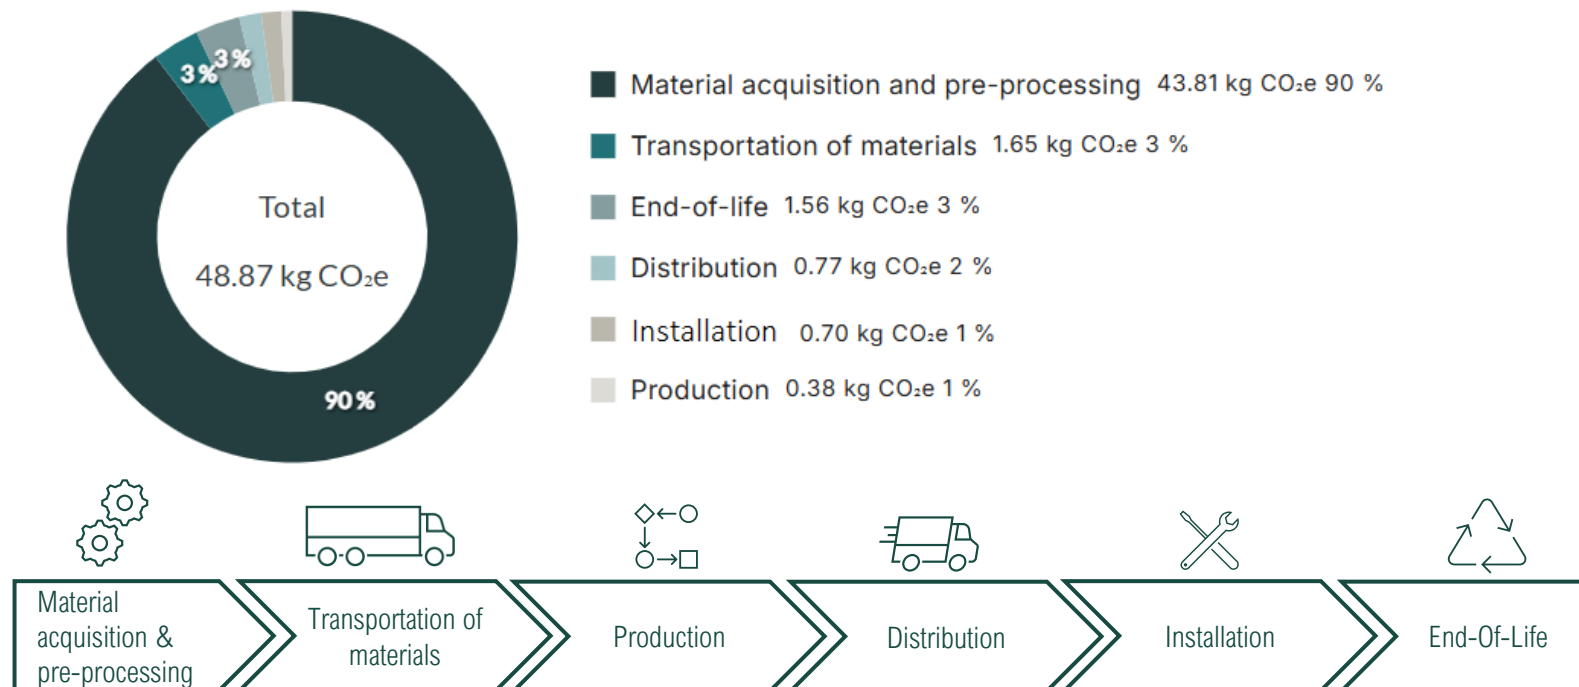 3%
3%
Total
48.87 kg CO₂e
90%
Material acquisition and pre-processing 43.81 kg CO₂e 90 %
Transportation of materials 1.65 kg CO₂e 3 %
End-of-life 1.56 kg CO₂e 3 %
Distribution 0.77 kg CO₂e 2 %
Installation 0.70 kg CO₂e 1 %
Production 0.38 kg CO₂e 1 %
Material
acquisition &
pre-processing
Transportation of
materials
Production
Distribution
Installation
End-Of-Life